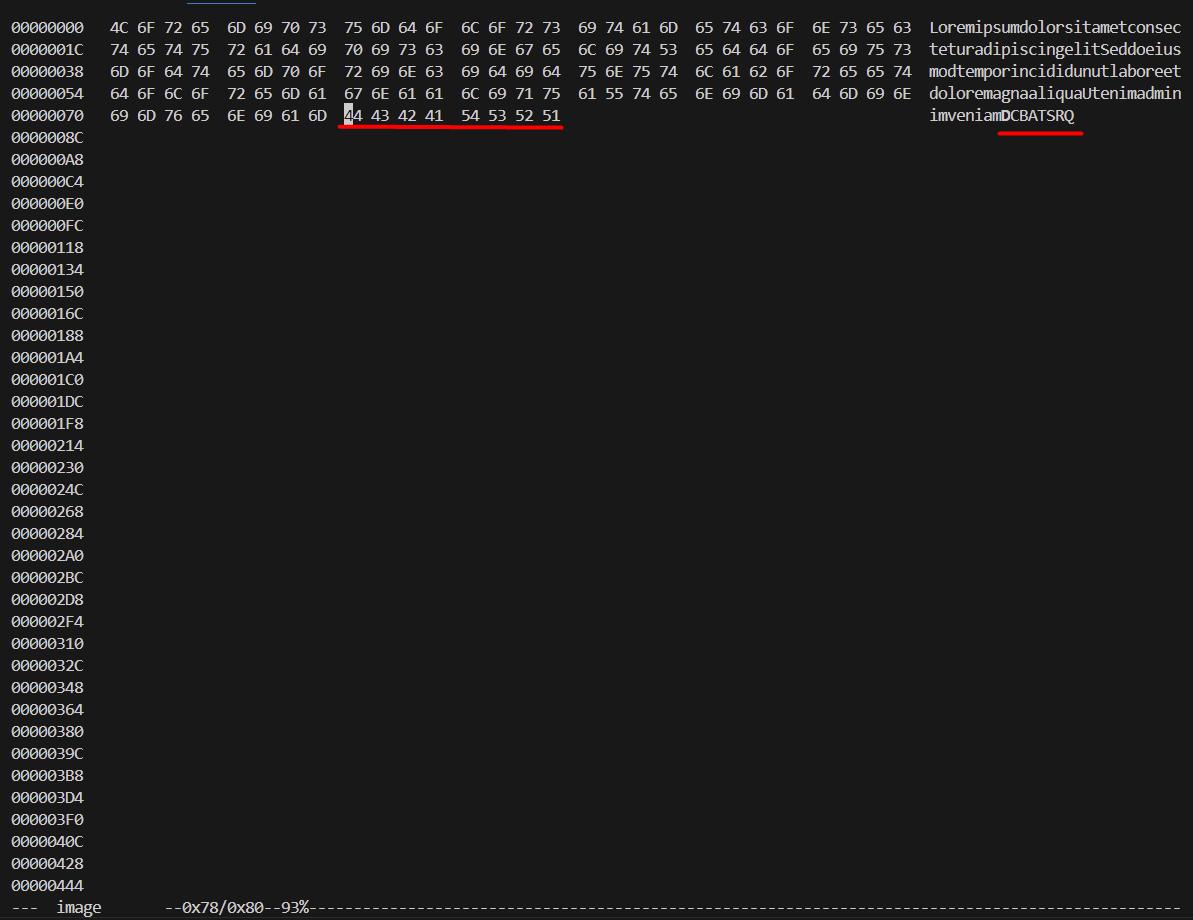 00000000 4C 6F 72 65 6D 69 70 73 75 6D 64 6F 6C 6F 72 73 69 74 61 6D 65 74 63 6F 6E 73 65 63 Loremipsumdolorsitametconsec
0000001C 74 65 74 75 72 61 64 69 70 69 73 63 69 6E 67 65 6C 69 74 53 65 64 64 6F 65 69 75 73 teturadipiscingelitSeddoeius
00000038 6D 6F 64 74 65 6D 70 6F 72 69 6E 63 69 64 69 64 75 6E 75 74 6C 61 62 6F 72 65 65 74 modtemporincididunutlaboreet
00000054 64 6F 6C 6F 72 65 6D 61 67 6E 61 61 6C 69 71 75 61 55 74 65 6E 69 6D 61 64 6D 69 6E doloremagnaaliquaUtenimadmin
00000070 69 6D 76 65 6E 69 61 6D 44 43 42 41 54 53 52 51 imveniamDCBATSRQ
0000008C
000000A8
000000C4
000000E0
000000FC
00000118
00000134
00000150
0000016C
00000188
000001A4
000001C0
000001DC
000001F8
00000214
00000230
0000024C
00000268
00000284
000002A0
000002BC
000002D8
000002F4
00000310
0000032C
00000348
00000364
00000380
0000039C
000003B8
000003D4
000003F0
0000040C
00000428
00000444
--- image --0x78/0x80--93%-------------------------------------------------------------------------------------------------